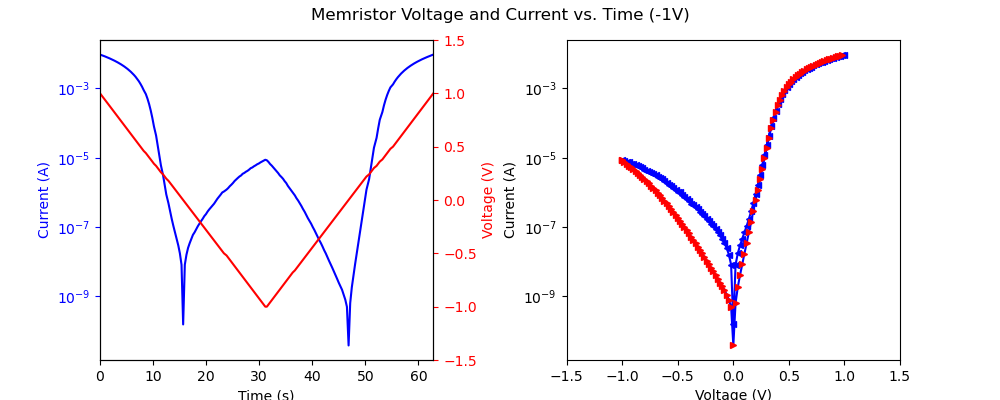 Memristor Voltage and Current vs. Time (-1V)
Current (A)
10⁻³
10⁻⁵
10⁻⁷
10⁻⁹
0 10 20 30 40 50 60
Time (s)
1.5
1.0
0.5
0.0
−0.5
−1.0
−1.5
Voltage (V)
Current (A)
10⁻³
10⁻⁵
10⁻⁷
10⁻⁹
−1.5 −1.0 −0.5 0.0 0.5 1.0 1.5
Voltage (V)